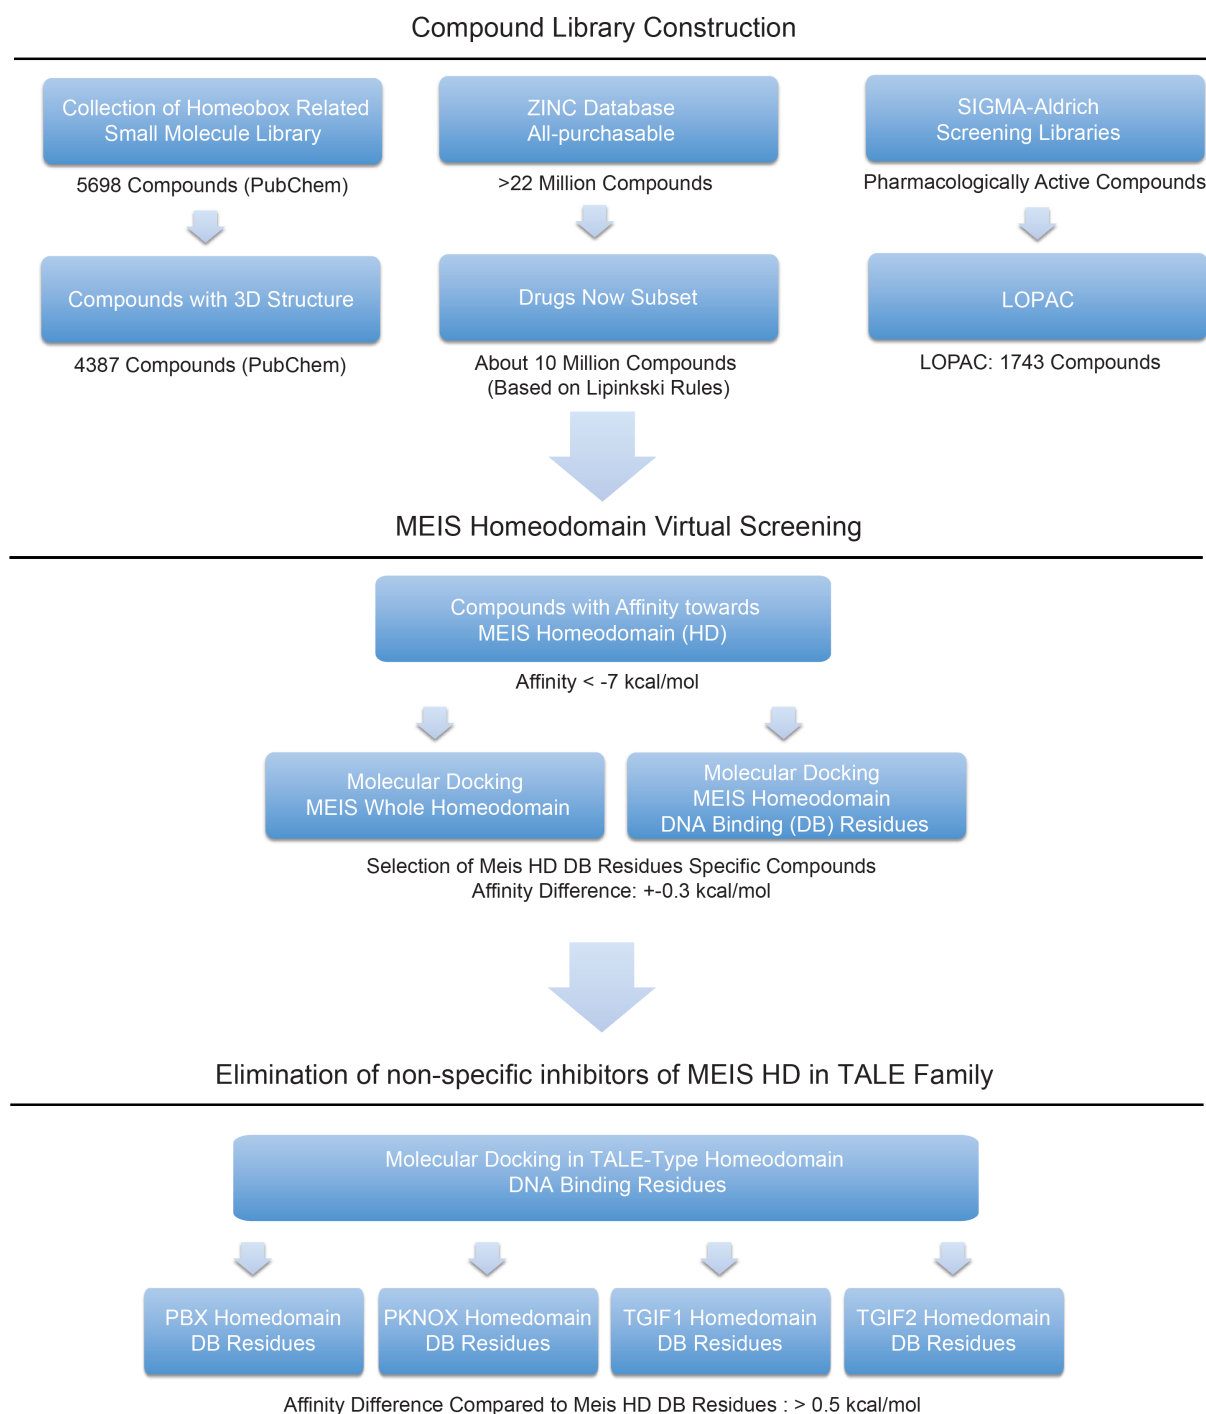 Compound Library Construction
Collection of Homeobox Related
Small Molecule Library
ZINC Database
All-purchasable
SIGMA-Aldrich
Screening Libraries
5698 Compounds (PubChem)
>22 Million Compounds
Pharmacologically Active Compounds
Compounds with 3D Structure
Drugs Now Subset
LOPAC
4387 Compounds (PubChem)
About 10 Million Compounds
(Based on Lipinkski Rules)
LOPAC: 1743 Compounds
MEIS Homeodomain Virtual Screening
Compounds with Affinity towards
MEIS Homeodomain (HD)
Affinity < -7 kcal/mol
Molecular Docking
MEIS Whole Homeodomain
Molecular Docking
MEIS Homeodomain
DNA Binding (DB) Residues
Selection of Meis HD DB Residues Specific Compounds
Affinity Difference: +-0.3 kcal/mol
Elimination of non-specific inhibitors of MEIS HD in TALE Family
Molecular Docking in TALE-Type Homeodomain
DNA Binding Residues
PBX Homedomain
DB Residues
PKNOX Homedomain
DB Residues
TGIF1 Homedomain
DB Residues
TGIF2 Homedomain
DB Residues
Affinity Difference Compared to Meis HD DB Residues : > 0.5 kcal/mol